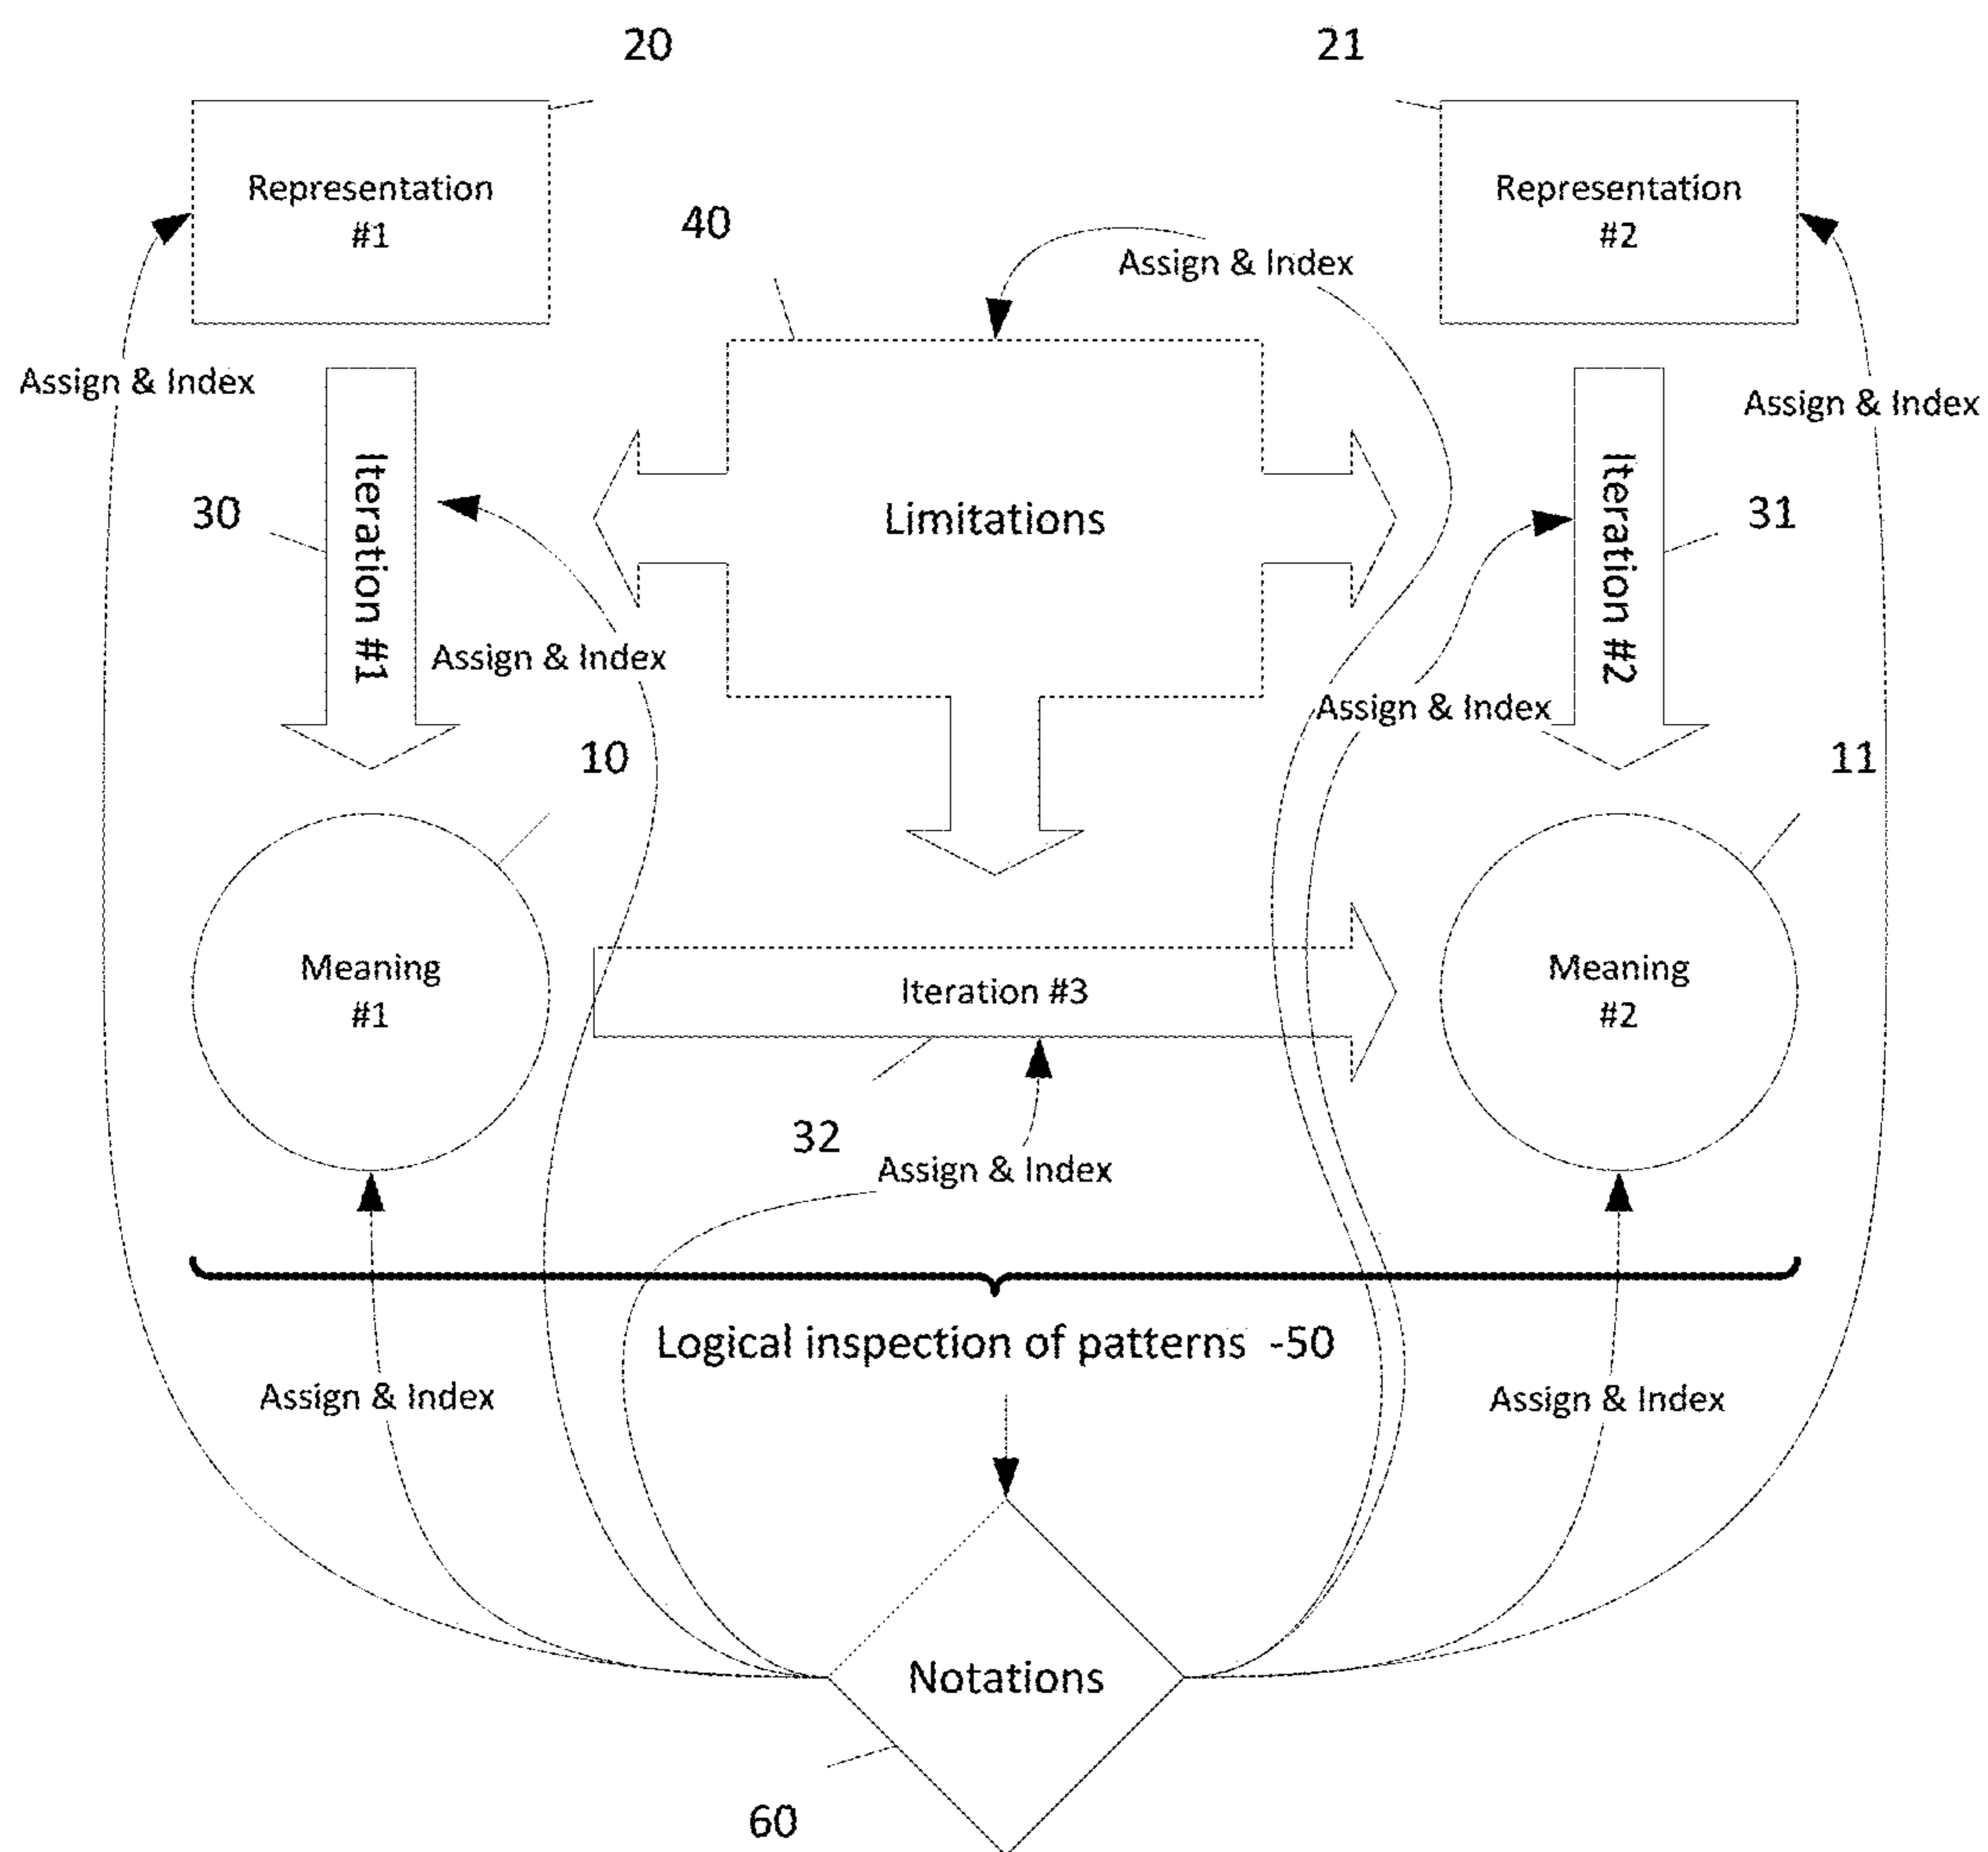 20
21
Representation
#1
Representation
#2
40
Assign & Index
Assign & Index
Assign & Index
Iteration #1
Iteration #2
30
Limitations
31
Assign & Index
Assign & Index
10
11
Meaning
#1
Iteration #3
Meaning
#2
32
Assign & Index
Logical inspection of patterns -50
Assign & Index
Assign & Index
Notations
60